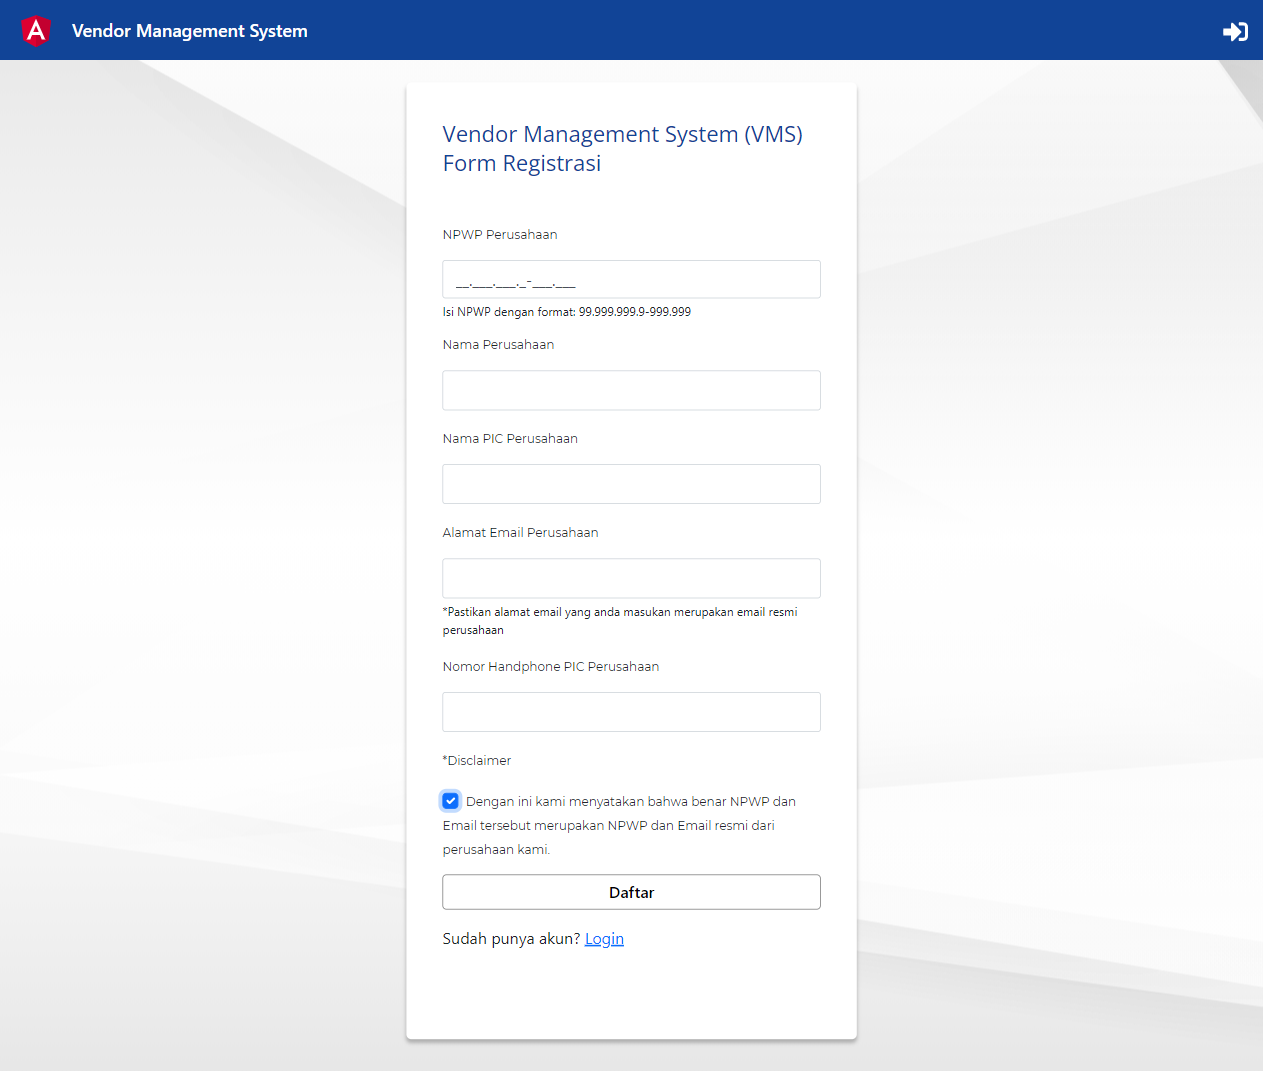 A
Vendor Management System
Vendor Management System (VMS)
Form Registrasi
NPWP Perusahaan
__.___.___._-___.___
Isi NPWP dengan format: 99.999.999.9-999.999
Nama Perusahaan
Nama PIC Perusahaan
Alamat Email Perusahaan
*Pastikan alamat email yang anda masukan merupakan email resmi
perusahaan
Nomor Handphone PIC Perusahaan
*Disclaimer
Dengan ini kami menyatakan bahwa benar NPWP dan
Email tersebut merupakan NPWP dan Email resmi dari
perusahaan kami.
Daftar
Sudah punya akun? Login